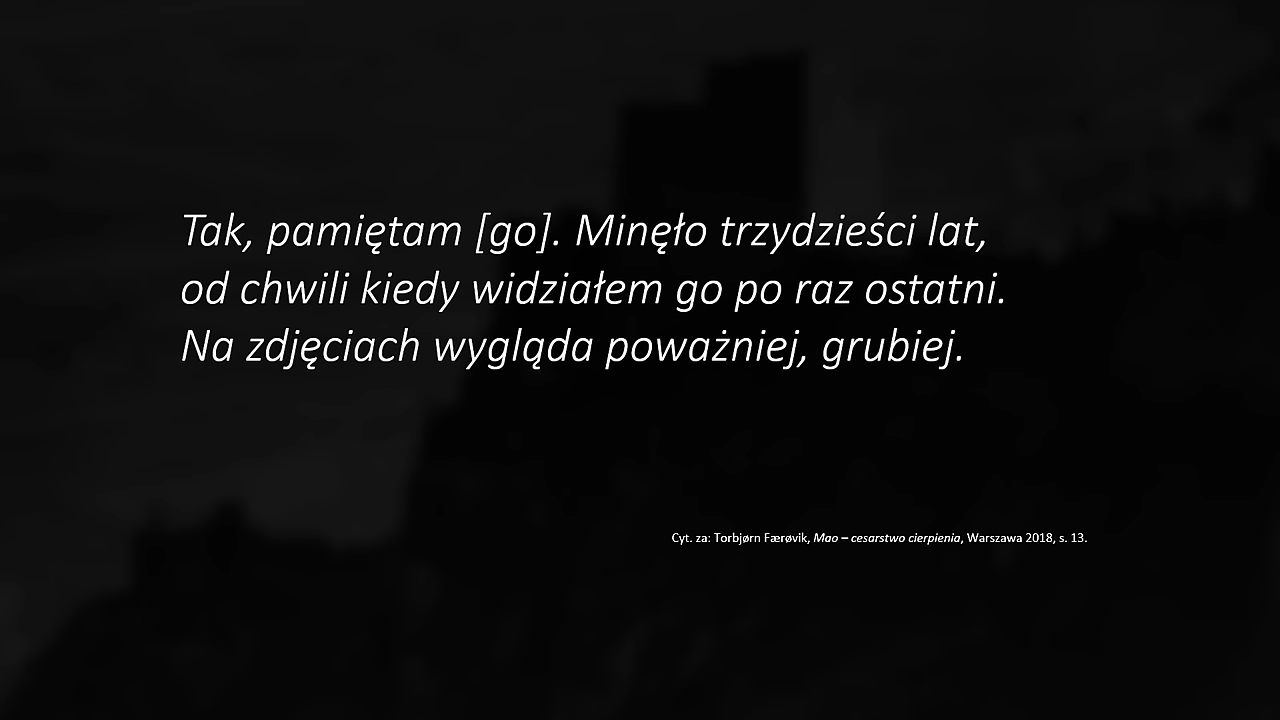 Tak, pamiętam [go]. Minęło trzydzieści lat,
od chwili kiedy widziałem go po raz ostatni.
Na zdjęciach wygląda poważniej, grubiej.
Cyt. za: Torbjørn Færøvik, Mao – cesarstwo cierpienia, Warszawa 2018, s. 13.